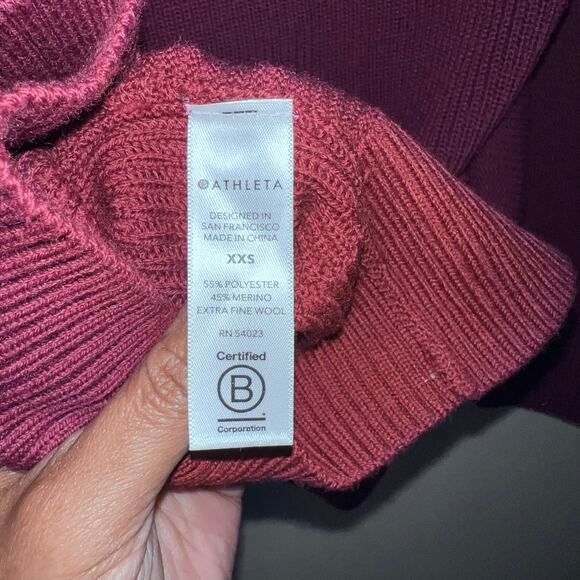 ATHLETA
DESIGNED IN
SAN FRANCISCO
MADE IN CHINA
XXS
55% POLYESTER
45% MERINO
EXTRA FINE WOOL
RN 54023
Certified
B
Corporation